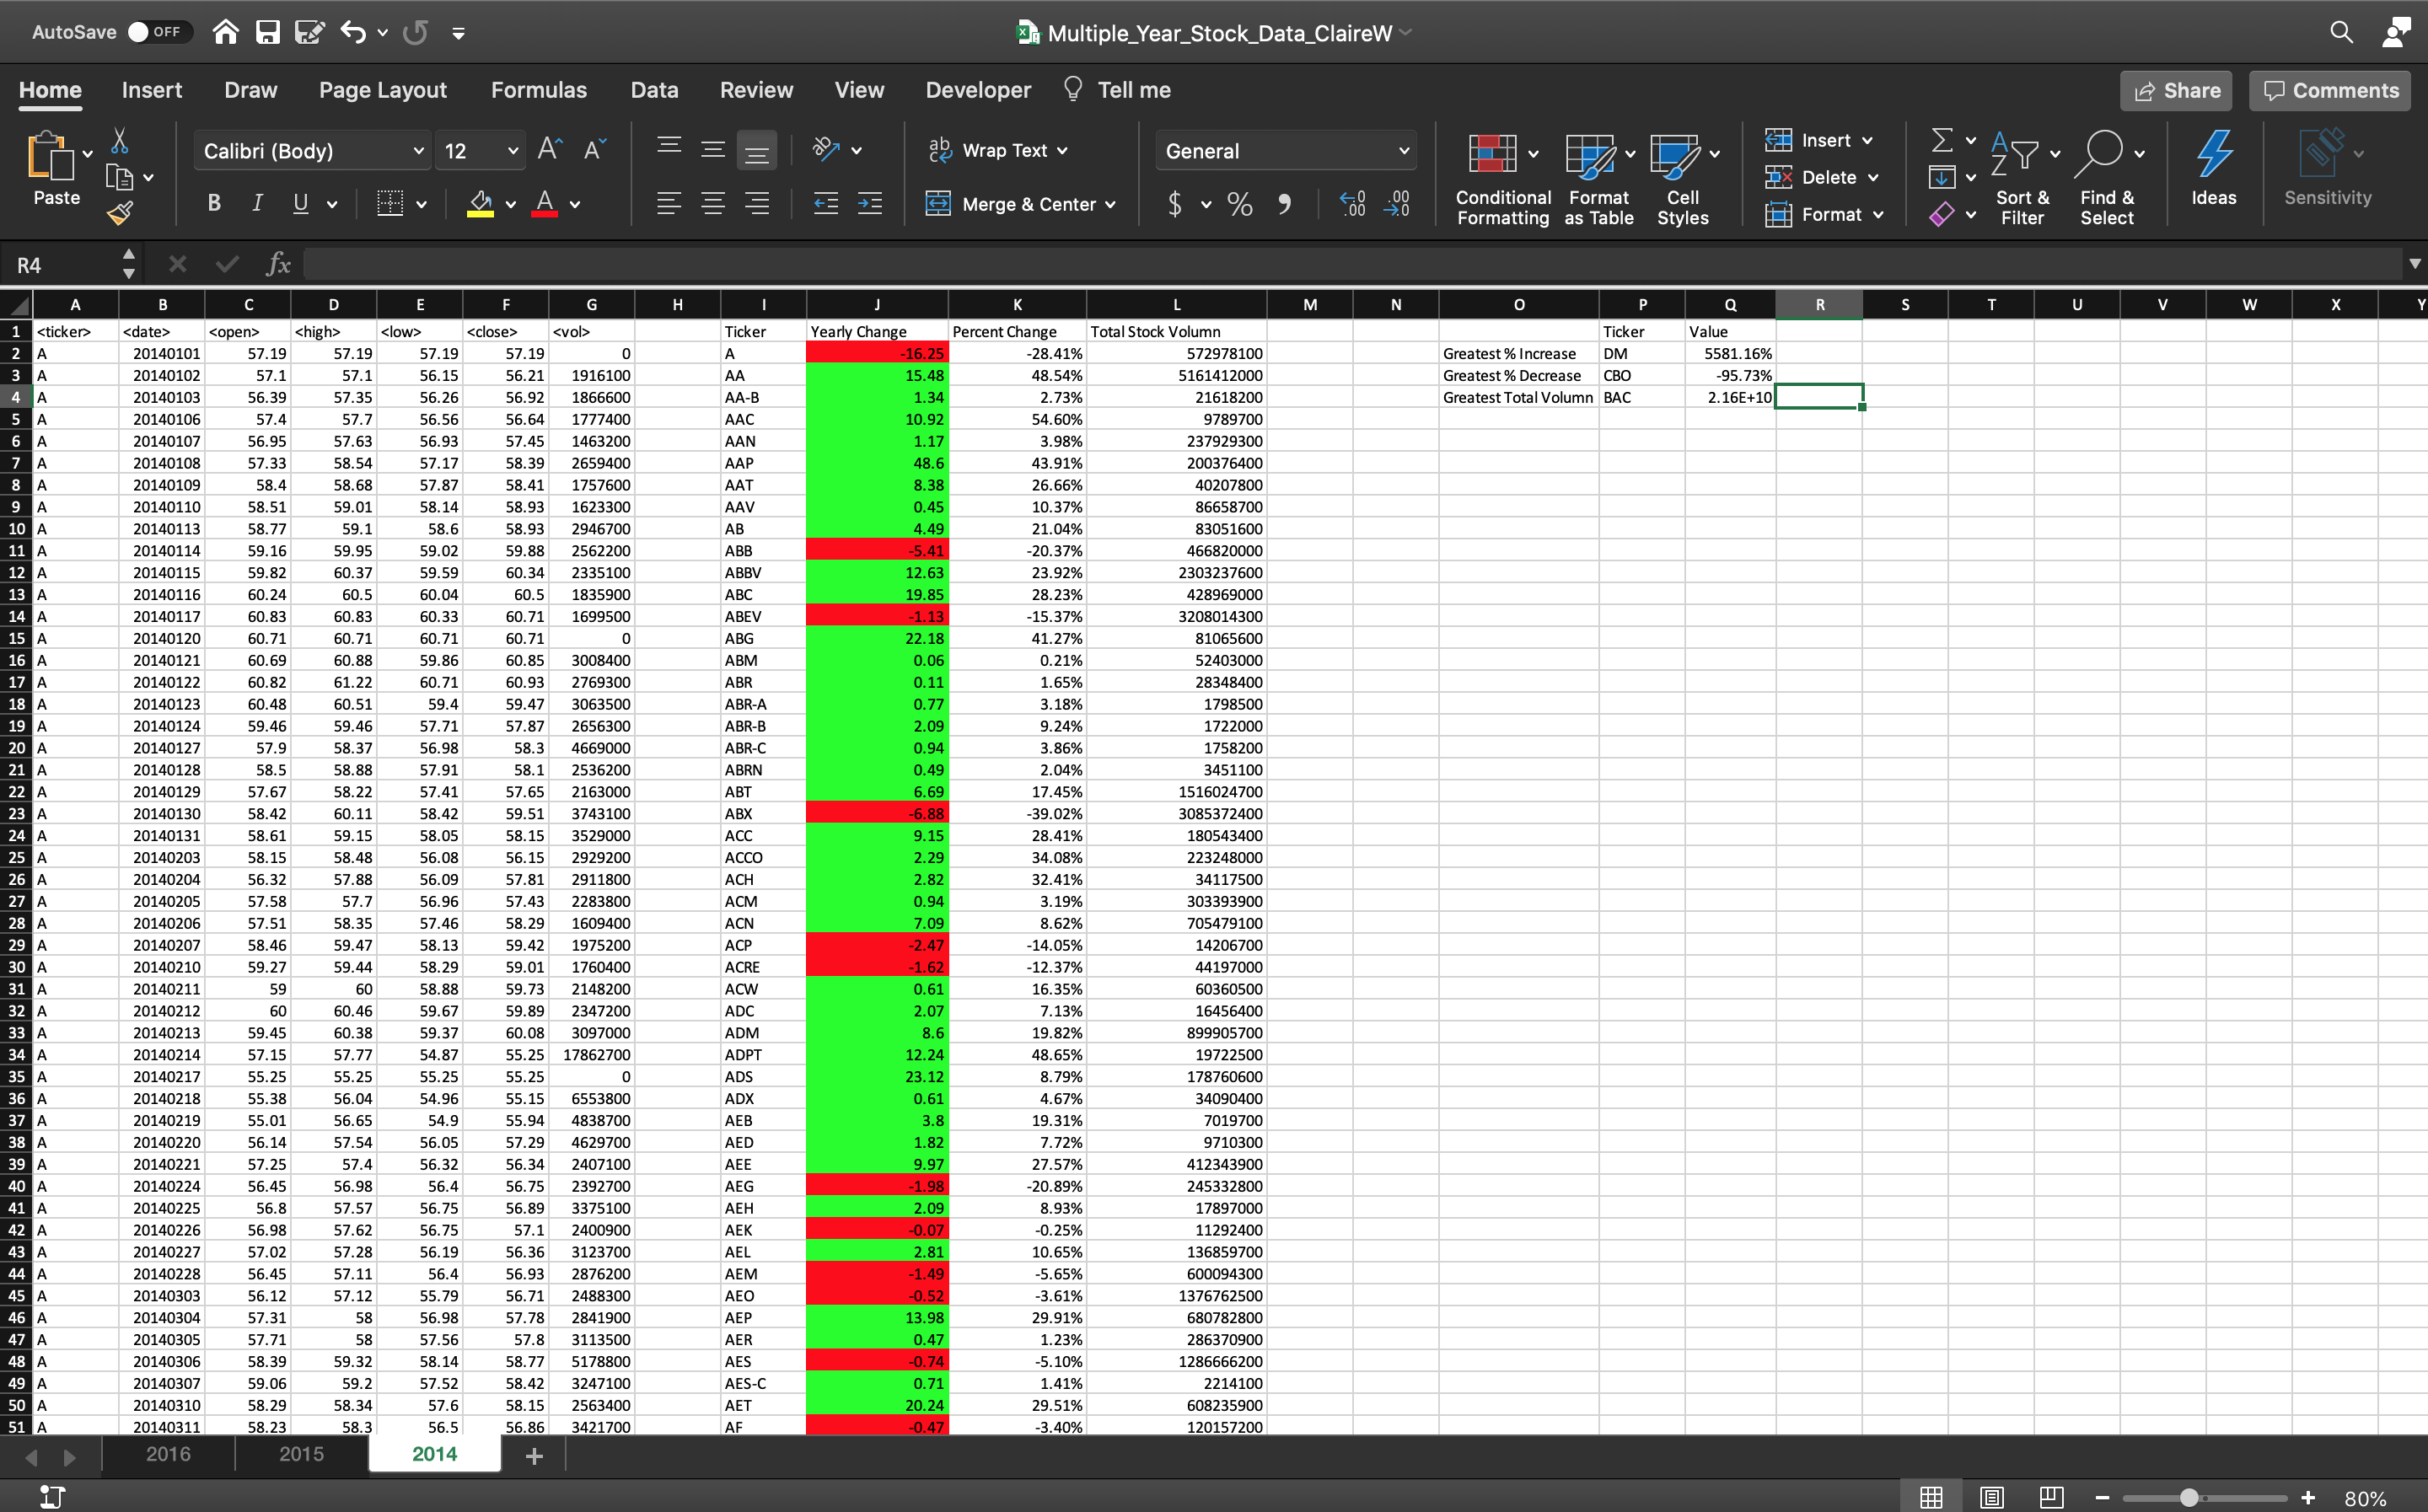 AutoSave OFF Multiple_Year_Stock_Data_ClaireW
Home Insert Draw Page Layout Formulas Data Review View Developer Tell me Share Comments
Paste Calibri (Body) 12 Wrap Text General Insert
B I U Merge & Center $ % Conditional Formatting Format as Table Cell Styles Delete Format Sort & Filter Find & Select Ideas Sensitivity
R4 fx
A B C D E F G H I J K L M N O P Q R S T U V W X Y
1 <ticker> <date> <open> <high> <low> <close> <vol> Ticker Yearly Change Percent Change Total Stock Volumn Ticker Value
2 A 20140101 57.19 57.19 57.19 57.19 0 A -16.25 -28.41% 572978100 Greatest % Increase DM 5581.16%
3 A 20140102 57.1 57.1 56.15 56.21 1916100 AA 15.48 48.54% 5161412000 Greatest % Decrease CBO -95.73%
4 A 20140103 56.39 57.35 56.26 56.92 1866600 AA-B 1.34 2.73% 21618200 Greatest Total Volumn BAC 2.16E+10
5 A 20140106 57.4 57.7 56.56 56.64 1777400 AAC 10.92 54.60% 9789700
6 A 20140107 56.95 57.63 56.93 57.45 1463200 AAN 1.17 3.98% 237929300
7 A 20140108 57.33 58.54 57.17 58.39 2659400 AAP 48.6 43.91% 200376400
8 A 20140109 58.4 58.68 57.87 58.41 1757600 AAT 8.38 26.66% 40207800
9 A 20140110 58.51 59.01 58.14 58.93 1623300 AAV 0.45 10.37% 86658700
10 A 20140113 58.77 59.1 58.6 58.93 2946700 AB 4.49 21.04% 83051600
11 A 20140114 59.16 59.95 59.02 59.88 2562200 ABB -5.41 -20.37% 466820000
12 A 20140115 59.82 60.37 59.59 60.34 2335100 ABBV 12.63 23.92% 2303237600
13 A 20140116 60.24 60.5 60.04 60.5 1835900 ABC 19.85 28.23% 428969000
14 A 20140117 60.83 60.83 60.33 60.71 1699500 ABEV -1.13 -15.37% 3208014300
15 A 20140120 60.71 60.71 60.71 60.71 0 ABG 22.18 41.27% 81065600
16 A 20140121 60.69 60.88 59.86 60.85 3008400 ABM 0.06 0.21% 52403000
17 A 20140122 60.82 61.22 60.71 60.93 2769300 ABR 0.11 1.65% 28348400
18 A 20140123 60.48 60.51 59.4 59.47 3063500 ABR-A 0.77 3.18% 1798500
19 A 20140124 59.46 59.46 57.71 57.87 2656300 ABR-B 2.09 9.24% 1722000
20 A 20140127 57.9 58.37 56.98 58.3 4669000 ABR-C 0.94 3.86% 1758200
21 A 20140128 58.5 58.88 57.91 58.1 2536200 ABRN 0.49 2.04% 3451100
22 A 20140129 57.67 58.22 57.41 57.65 2163000 ABT 6.69 17.45% 1516024700
23 A 20140130 58.42 60.11 58.42 59.51 3743100 ABX -6.88 -39.02% 3085372400
24 A 20140131 58.61 59.15 58.05 58.15 3529000 ACC 9.15 28.41% 180543400
25 A 20140203 58.15 58.48 56.08 56.15 2929200 ACCO 2.29 34.08% 223248000
26 A 20140204 56.32 57.88 56.09 57.81 2911800 ACH 2.82 32.41% 34117500
27 A 20140205 57.58 57.7 56.96 57.43 2283800 ACM 0.94 3.19% 303393900
28 A 20140206 57.51 58.35 57.46 58.29 1609400 ACN 7.09 8.62% 705479100
29 A 20140207 58.46 59.47 58.13 59.42 1975200 ACP -2.47 -14.05% 14206700
30 A 20140210 59.27 59.44 58.29 59.01 1760400 ACRE -1.62 -12.37% 44197000
31 A 20140211 59 60 58.88 59.73 2148200 ACW 0.61 16.35% 60360500
32 A 20140212 60 60.46 59.67 59.89 2347200 ADC 2.07 7.13% 16456400
33 A 20140213 59.45 60.38 59.37 60.08 3097000 ADM 8.6 19.82% 899905700
34 A 20140214 57.15 57.77 54.87 55.25 17862700 ADPT 12.24 48.65% 19722500
35 A 20140217 55.25 55.25 55.25 55.25 0 ADS 23.12 8.79% 178760600
36 A 20140218 55.38 56.04 54.96 55.15 6553800 ADX 0.61 4.67% 34090400
37 A 20140219 55.01 56.65 54.9 55.94 4838700 AEB 3.8 19.31% 7019700
38 A 20140220 56.14 57.54 56.05 57.29 4629700 AED 1.82 7.72% 9710300
39 A 20140221 57.25 57.4 56.32 56.34 2407100 AEE 9.97 27.57% 412343900
40 A 20140224 56.45 56.98 56.4 56.75 2392700 AEG -1.98 -20.89% 245332800
41 A 20140225 56.8 57.57 56.75 56.89 3375100 AEH 2.09 8.93% 17897000
42 A 20140226 56.98 57.62 56.75 57.1 2400900 AEK -0.07 -0.25% 11292400
43 A 20140227 57.02 57.28 56.19 56.36 3123700 AEL 2.81 10.65% 136859700
44 A 20140228 56.45 57.11 56.4 56.93 2876200 AEM -1.49 -5.65% 600094300
45 A 20140303 56.12 57.12 55.79 56.71 2488300 AEO -0.52 -3.61% 1376762500
46 A 20140304 57.31 58 56.98 57.78 2841900 AEP 13.98 29.91% 680782800
47 A 20140305 57.71 58 57.56 57.8 3113500 AER 0.47 1.23% 286370900
48 A 20140306 58.39 59.32 58.14 58.77 5178800 AES -0.74 -5.10% 1286666200
49 A 20140307 59.06 59.2 57.52 58.42 3247100 AES-C 0.71 1.41% 2214100
50 A 20140310 58.29 58.34 57.6 58.15 2563400 AET 20.24 29.51% 608235900
51 A 20140311 58.23 58.3 56.5 56.86 3421700 AF -0.47 -3.40% 120157200
2016 2015 2014 +
80%